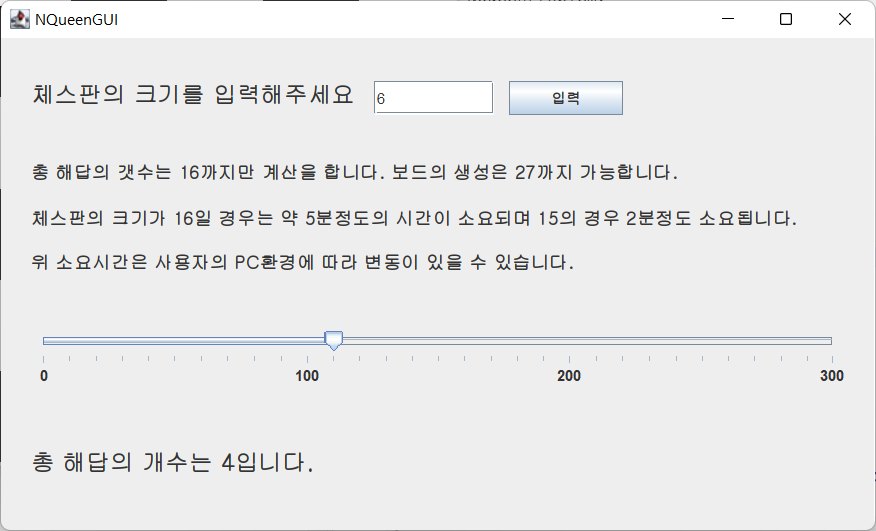 NQueenGUI
체스판의 크기를 입력해주세요 6 입력
총 해답의 갯수는 16까지만 계산을 합니다. 보드의 생성은 27까지 가능합니다.
체스판의 크기가 16일 경우는 약 5분정도의 시간이 소요되며 15의 경우 2분정도 소요됩니다.
위 소요시간은 사용자의 PC환경에 따라 변동이 있을 수 있습니다.
0 100 200 300
총 해답의 개수는 4입니다.